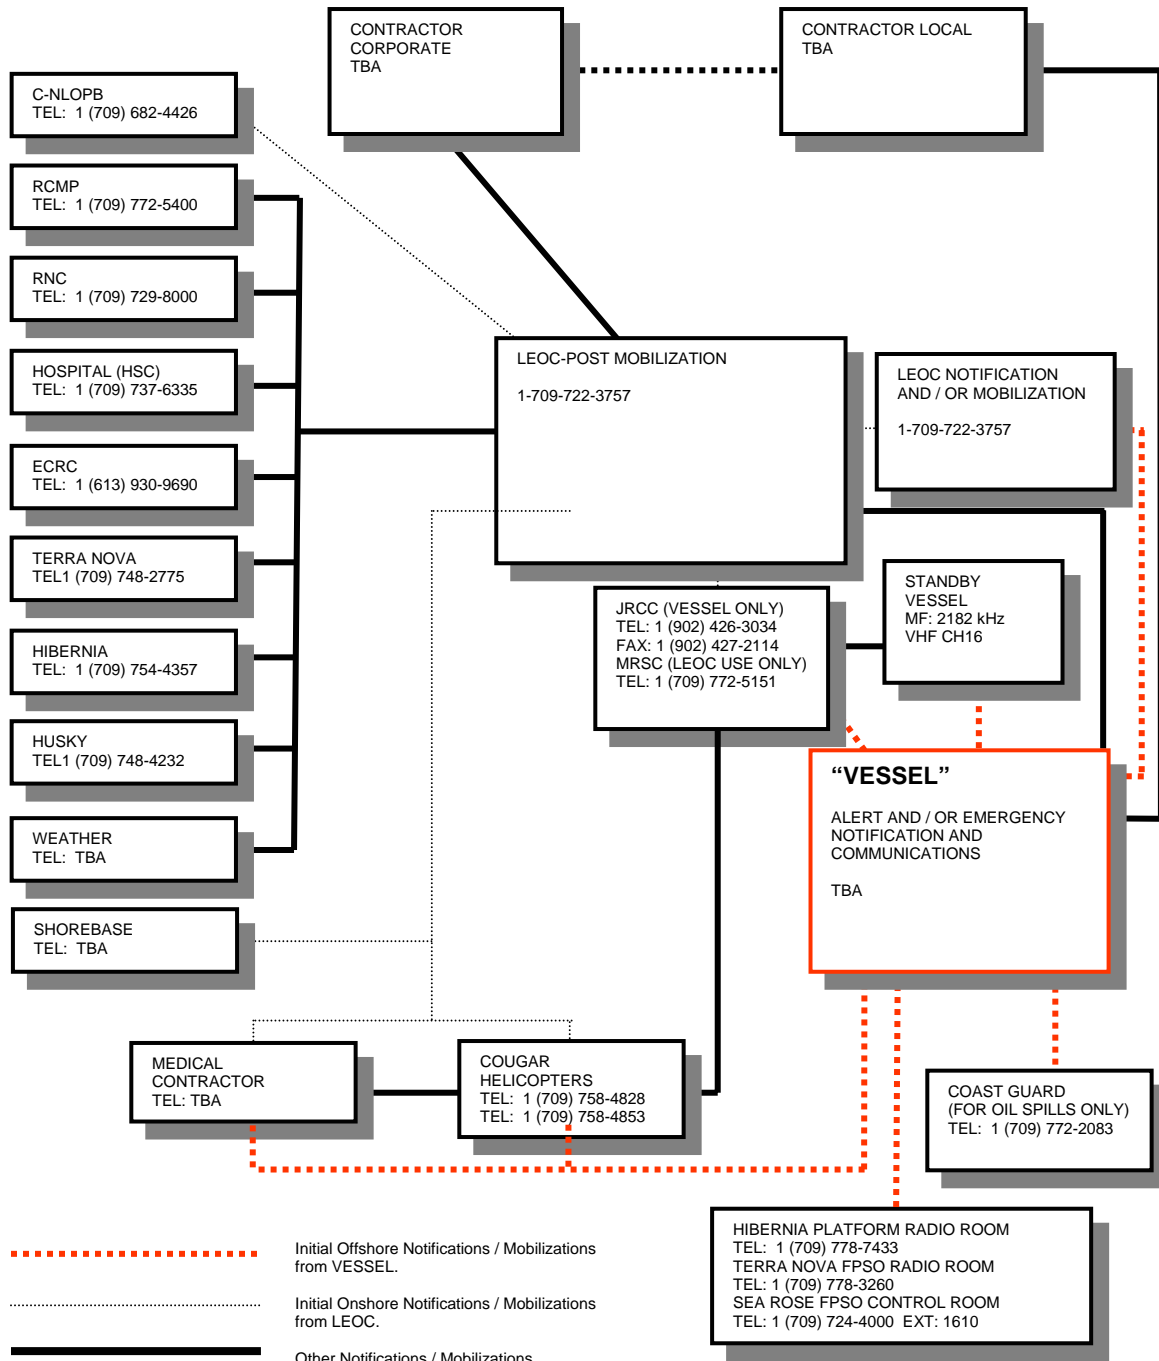 CONTRACTOR
CORPORATE
TBA
CONTRACTOR LOCAL
TBA
C-NLOPB
TEL: 1 (709) 682-4426
RCMP
TEL: 1 (709) 772-5400
RNC
TEL: 1 (709) 729-8000
HOSPITAL (HSC)
TEL: 1 (709) 737-6335
ECRC
TEL: 1 (613) 930-9690
TERRA NOVA
TEL1 (709) 748-2775
HIBERNIA
TEL: 1 (709) 754-4357
HUSKY
TEL1 (709) 748-4232
WEATHER
TEL: TBA
SHOREBASE
TEL: TBA
LEOC-POST MOBILIZATION
1-709-722-3757
LEOC NOTIFICATION
AND / OR MOBILIZATION
1-709-722-3757
JRCC (VESSEL ONLY)
TEL: 1 (902) 426-3034
FAX: 1 (902) 427-2114
MRSC (LEOC USE ONLY)
TEL: 1 (709) 772-5151
STANDBY
VESSEL
MF: 2182 kHz
VHF CH16
“VESSEL”
ALERT AND / OR EMERGENCY
NOTIFICATION AND
COMMUNICATIONS
TBA
MEDICAL
CONTRACTOR
TEL: TBA
COUGAR
HELICOPTERS
TEL: 1 (709) 758-4828
TEL: 1 (709) 758-4853
COAST GUARD
(FOR OIL SPILLS ONLY)
TEL: 1 (709) 772-2083
HIBERNIA PLATFORM RADIO ROOM
TEL: 1 (709) 778-7433
TERRA NOVA FPSO RADIO ROOM
TEL: 1 (709) 778-3260
SEA ROSE FPSO CONTROL ROOM
TEL: 1 (709) 724-4000 EXT: 1610
Initial Offshore Notifications / Mobilizations
from VESSEL.
Initial Onshore Notifications / Mobilizations
from LEOC.
Other Notifications / Mobilizations